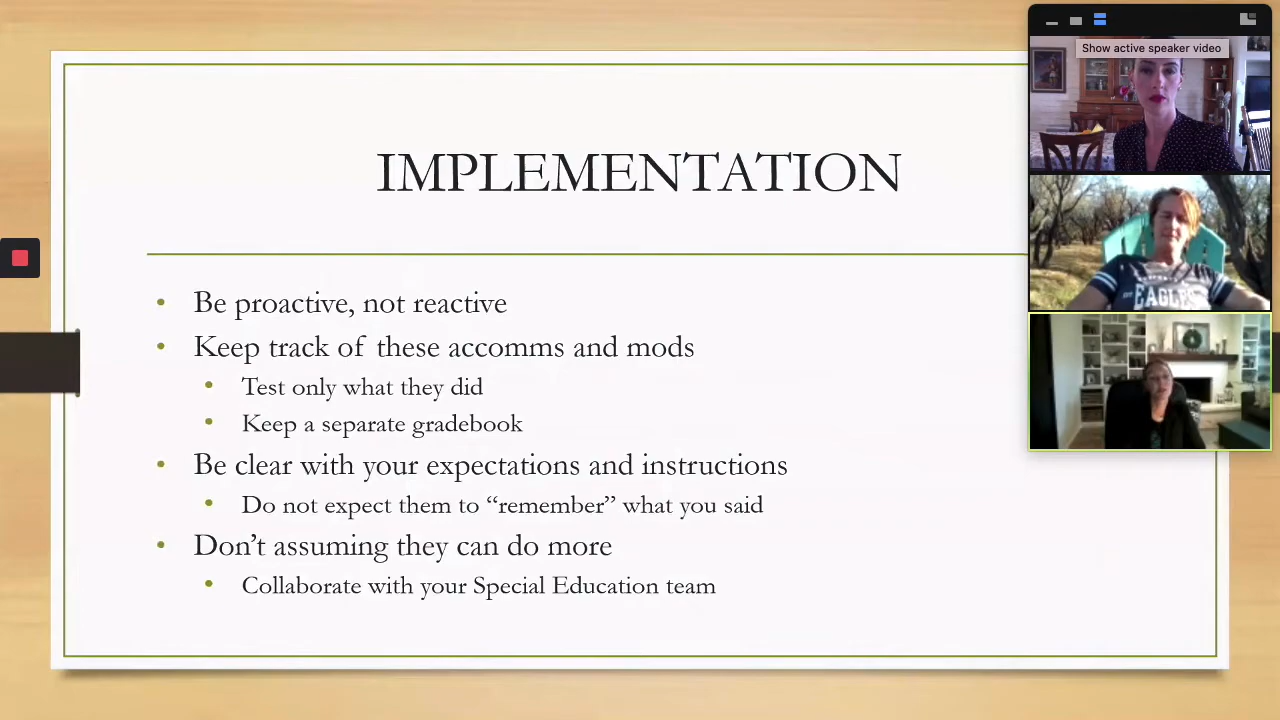 Show active speaker video
IMPLEMENTATION
Be proactive, not reactive
Keep track of these accomms and mods
Test only what they did
Keep a separate gradebook
Be clear with your expectations and instructions
Do not expect them to “remember” what you said
Don’t assuming they can do more
Collaborate with your Special Education team
EAGLES